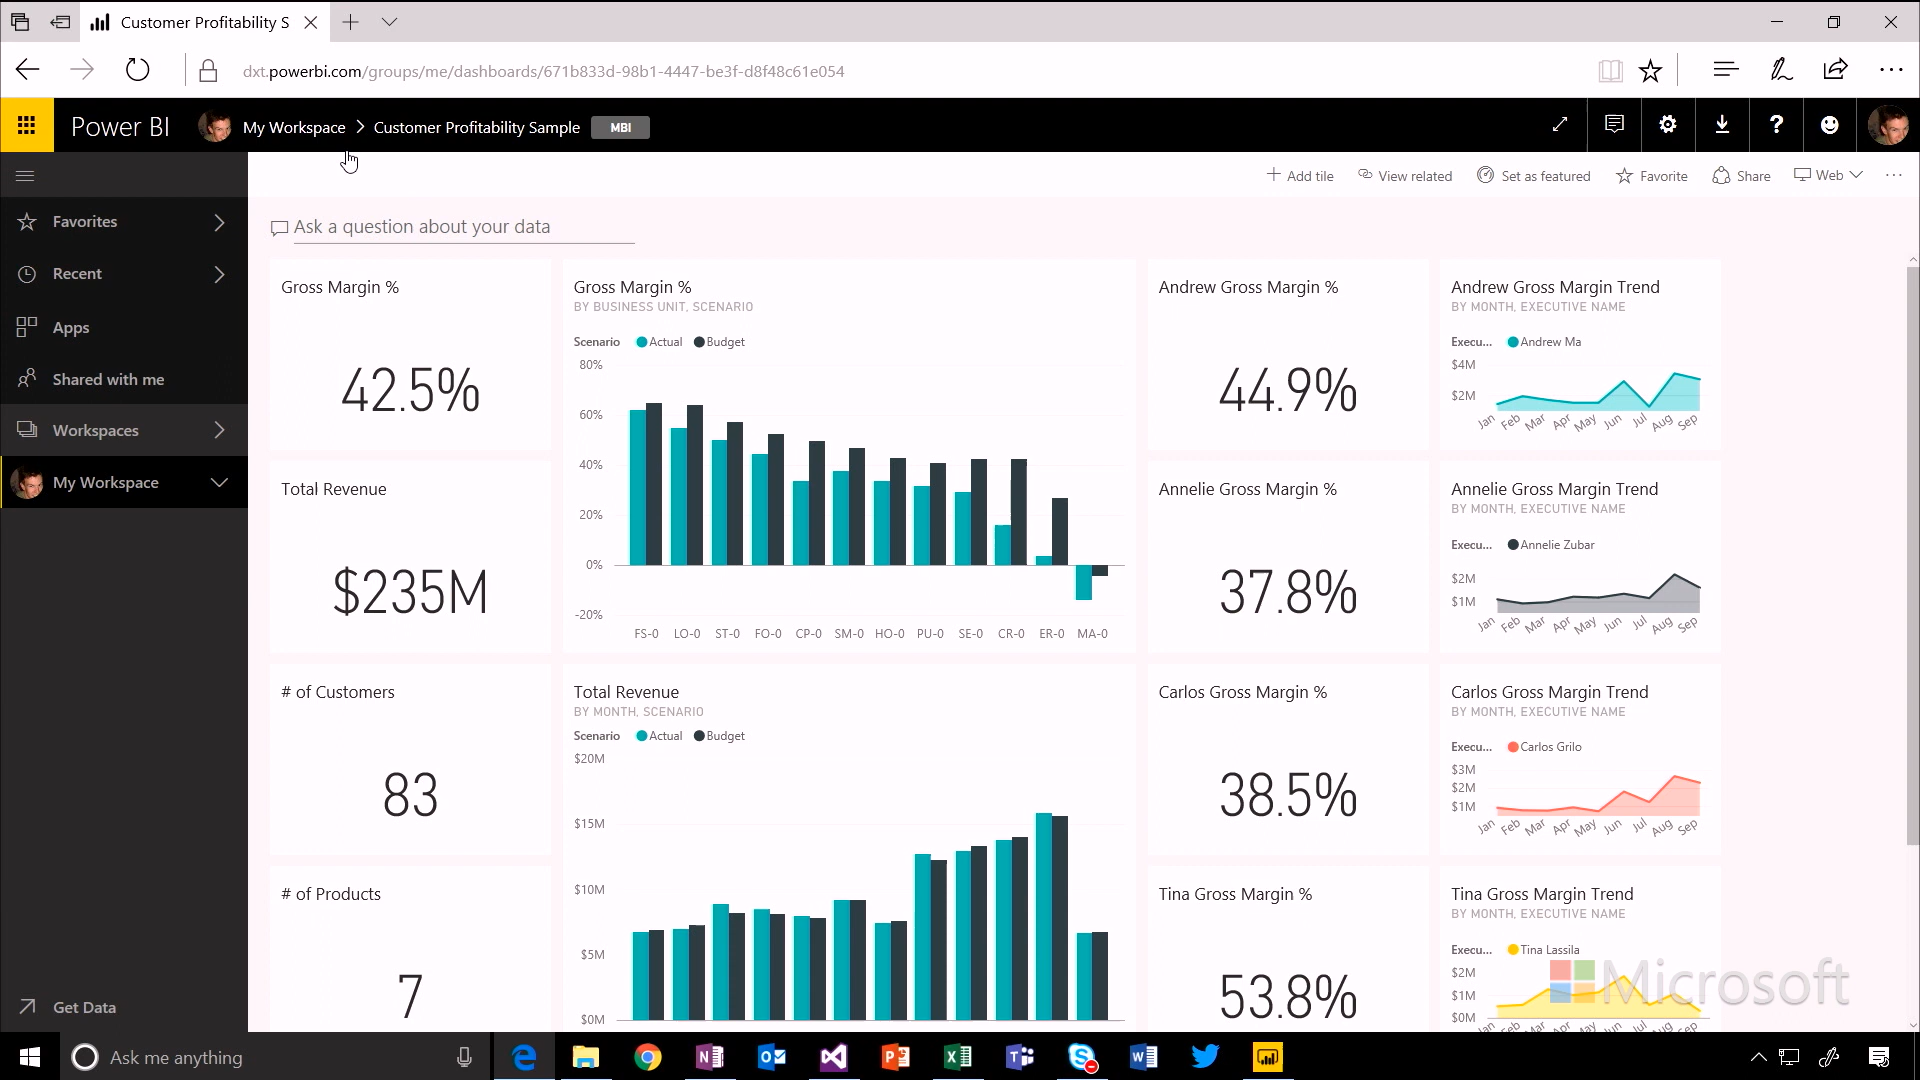 Customer Profitability S
dxt.powerbi.com/groups/me/dashboards/671b833d-98b1-4447-be3f-d8f48c61e054
Power BI
My Workspace > Customer Profitability Sample
MBI
Add tile
View related
Set as featured
Favorite
Share
Web
Favorites
Recent
Apps
Shared with me
Workspaces
My Workspace
Get Data
Ask a question about your data
Gross Margin %
42.5%
Total Revenue
$235M
# of Customers
83
# of Products
7
Gross Margin %
BY BUSINESS UNIT, SCENARIO
Scenario Actual Budget
80%
60%
40%
20%
0%
-20%
FS-0 LO-0 ST-0 FO-0 CP-0 SM-0 HO-0 PU-0 SE-0 CR-0 ER-0 MA-0
Total Revenue
BY MONTH, SCENARIO
Scenario Actual Budget
$20M
$15M
$10M
$5M
$0M
Andrew Gross Margin %
44.9%
Annelie Gross Margin %
37.8%
Carlos Gross Margin %
38.5%
Tina Gross Margin %
53.8%
Andrew Gross Margin Trend
BY MONTH, EXECUTIVE NAME
Execu... Andrew Ma
$4M
$2M
Jan Feb Mar Apr May Jun Jul Aug Sep
Annelie Gross Margin Trend
BY MONTH, EXECUTIVE NAME
Execu... Annelie Zubar
$2M
$1M
Jan Feb Mar Apr May Jun Jul Aug Sep
Carlos Gross Margin Trend
BY MONTH, EXECUTIVE NAME
Execu... Carlos Grilo
$3M
$2M
$1M
Jan Feb Mar Apr May Jun Jul Aug Sep
Tina Gross Margin Trend
BY MONTH, EXECUTIVE NAME
Execu... Tina Lassila
$2M
$1M
$0M
Microsoft
Ask me anything